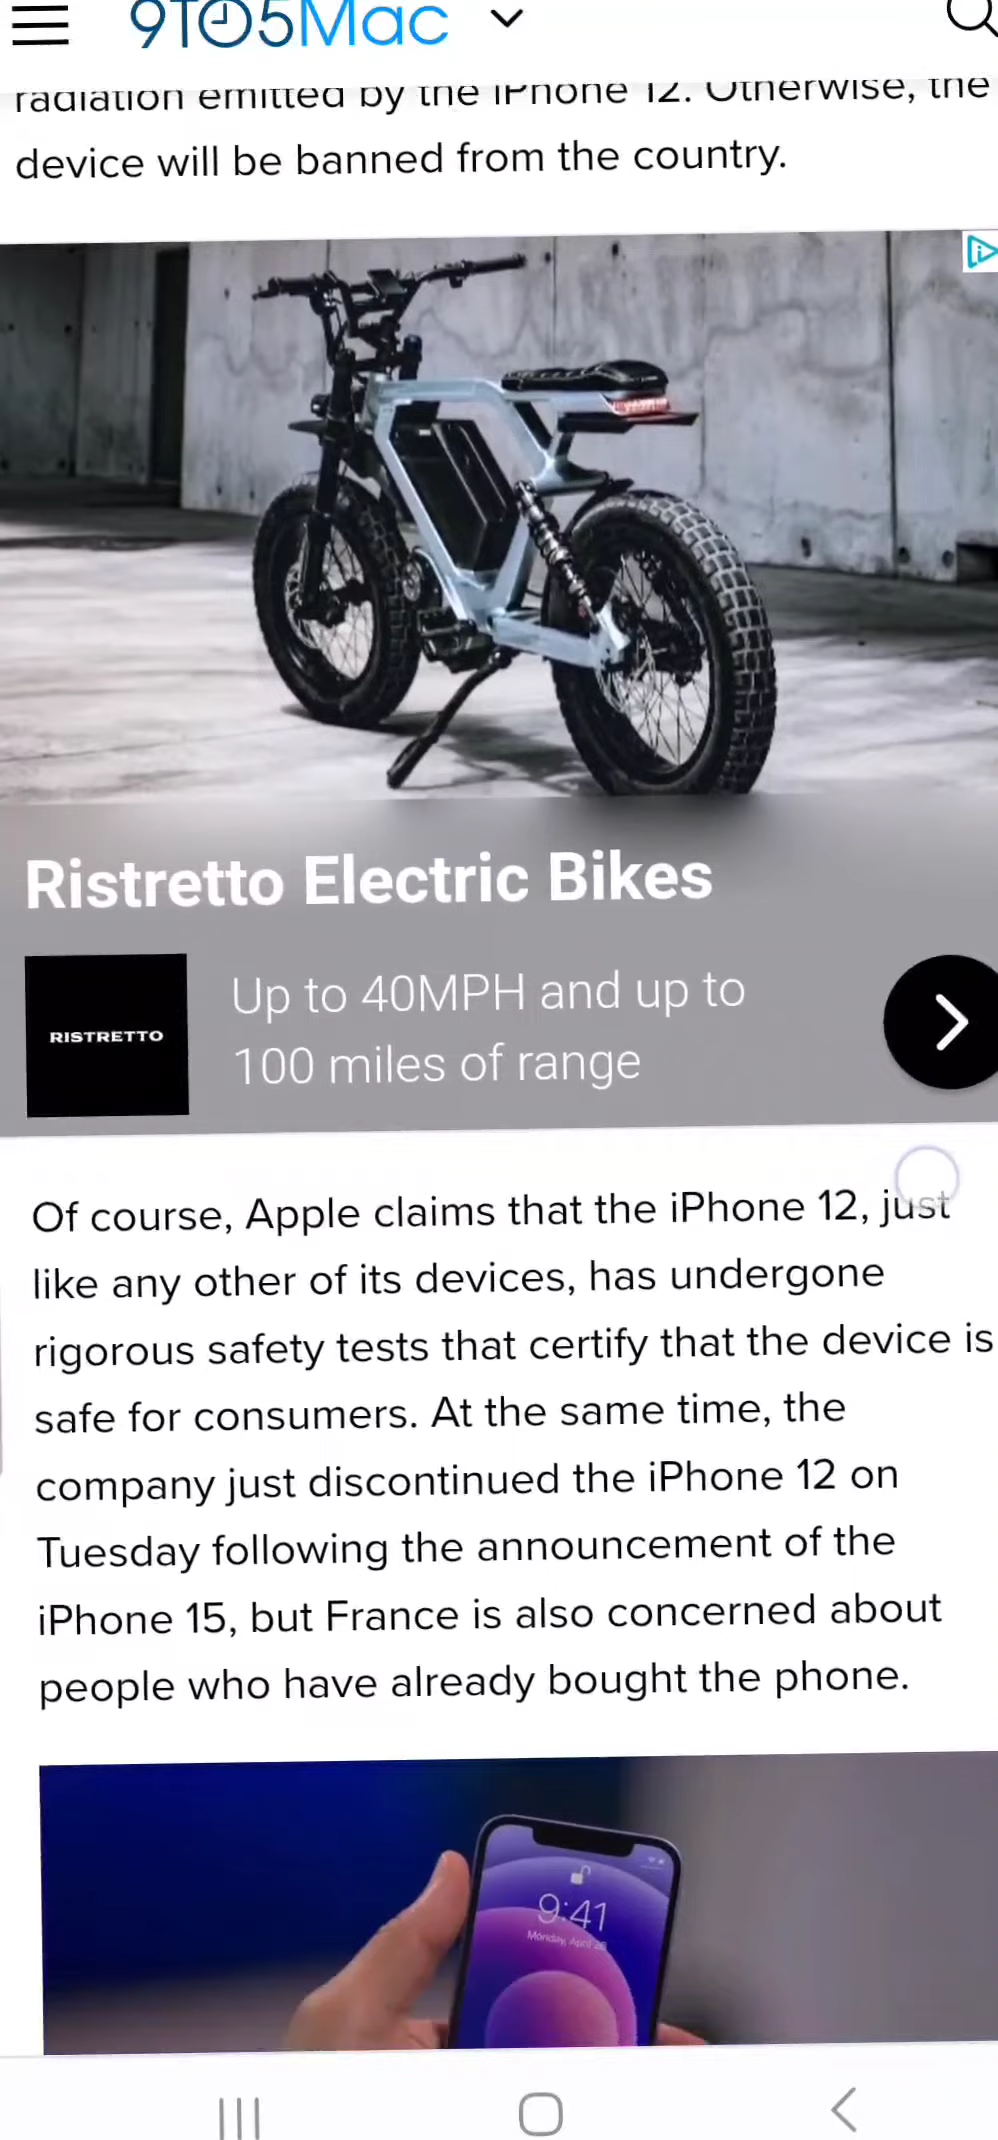 9TO5Mac
radiation emitted by the iPhone 12. Otherwise, the
device will be banned from the country.
Ristretto Electric Bikes
RISTRETTO
Up to 40MPH and up to
100 miles of range
Of course, Apple claims that the iPhone 12, just
like any other of its devices, has undergone
rigorous safety tests that certify that the device is
safe for consumers. At the same time, the
company just discontinued the iPhone 12 on
Tuesday following the announcement of the
iPhone 15, but France is also concerned about
people who have already bought the phone.
9:41
Monday, April 26